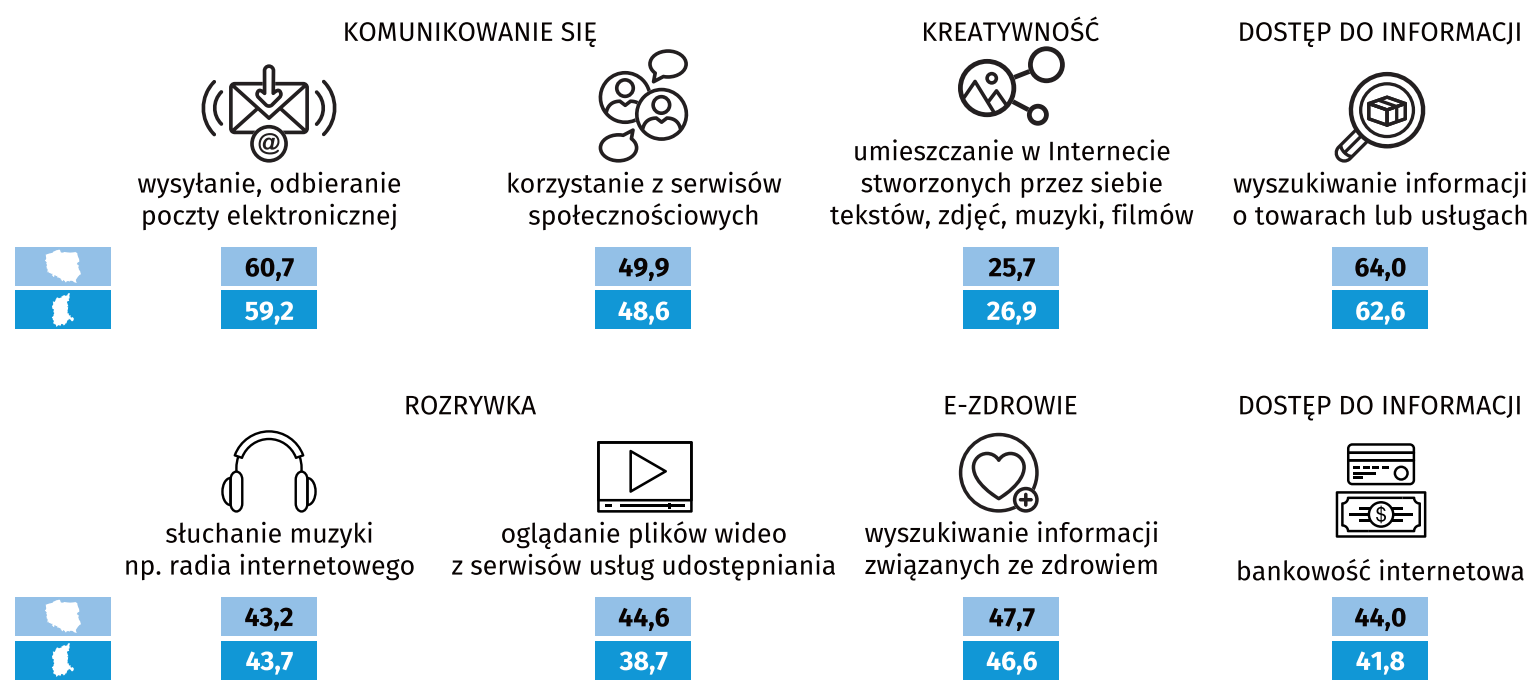 KOMUNIKOWANIE SIĘ
KREATYWNOŚĆ
DOSTĘP DO INFORMACJI
@
wysyłanie, odbieranie
poczty elektronicznej
korzystanie z serwisów
społecznościowych
umieszczanie w Internecie
stworzonych przez siebie
tekstów, zdjęć, muzyki, filmów
wyszukiwanie informacji
o towarach lub usługach
60,7
49,9
25,7
64,0
59,2
48,6
26,9
62,6
ROZRYWKA
E-ZDROWIE
DOSTĘP DO INFORMACJI
$
słuchanie muzyki
np. radia internetowego
oglądanie plików wideo
z serwisów usług udostępniania
wyszukiwanie informacji
związanych ze zdrowiem
bankowość internetowa
43,2
44,6
47,7
44,0
43,7
38,7
46,6
41,8